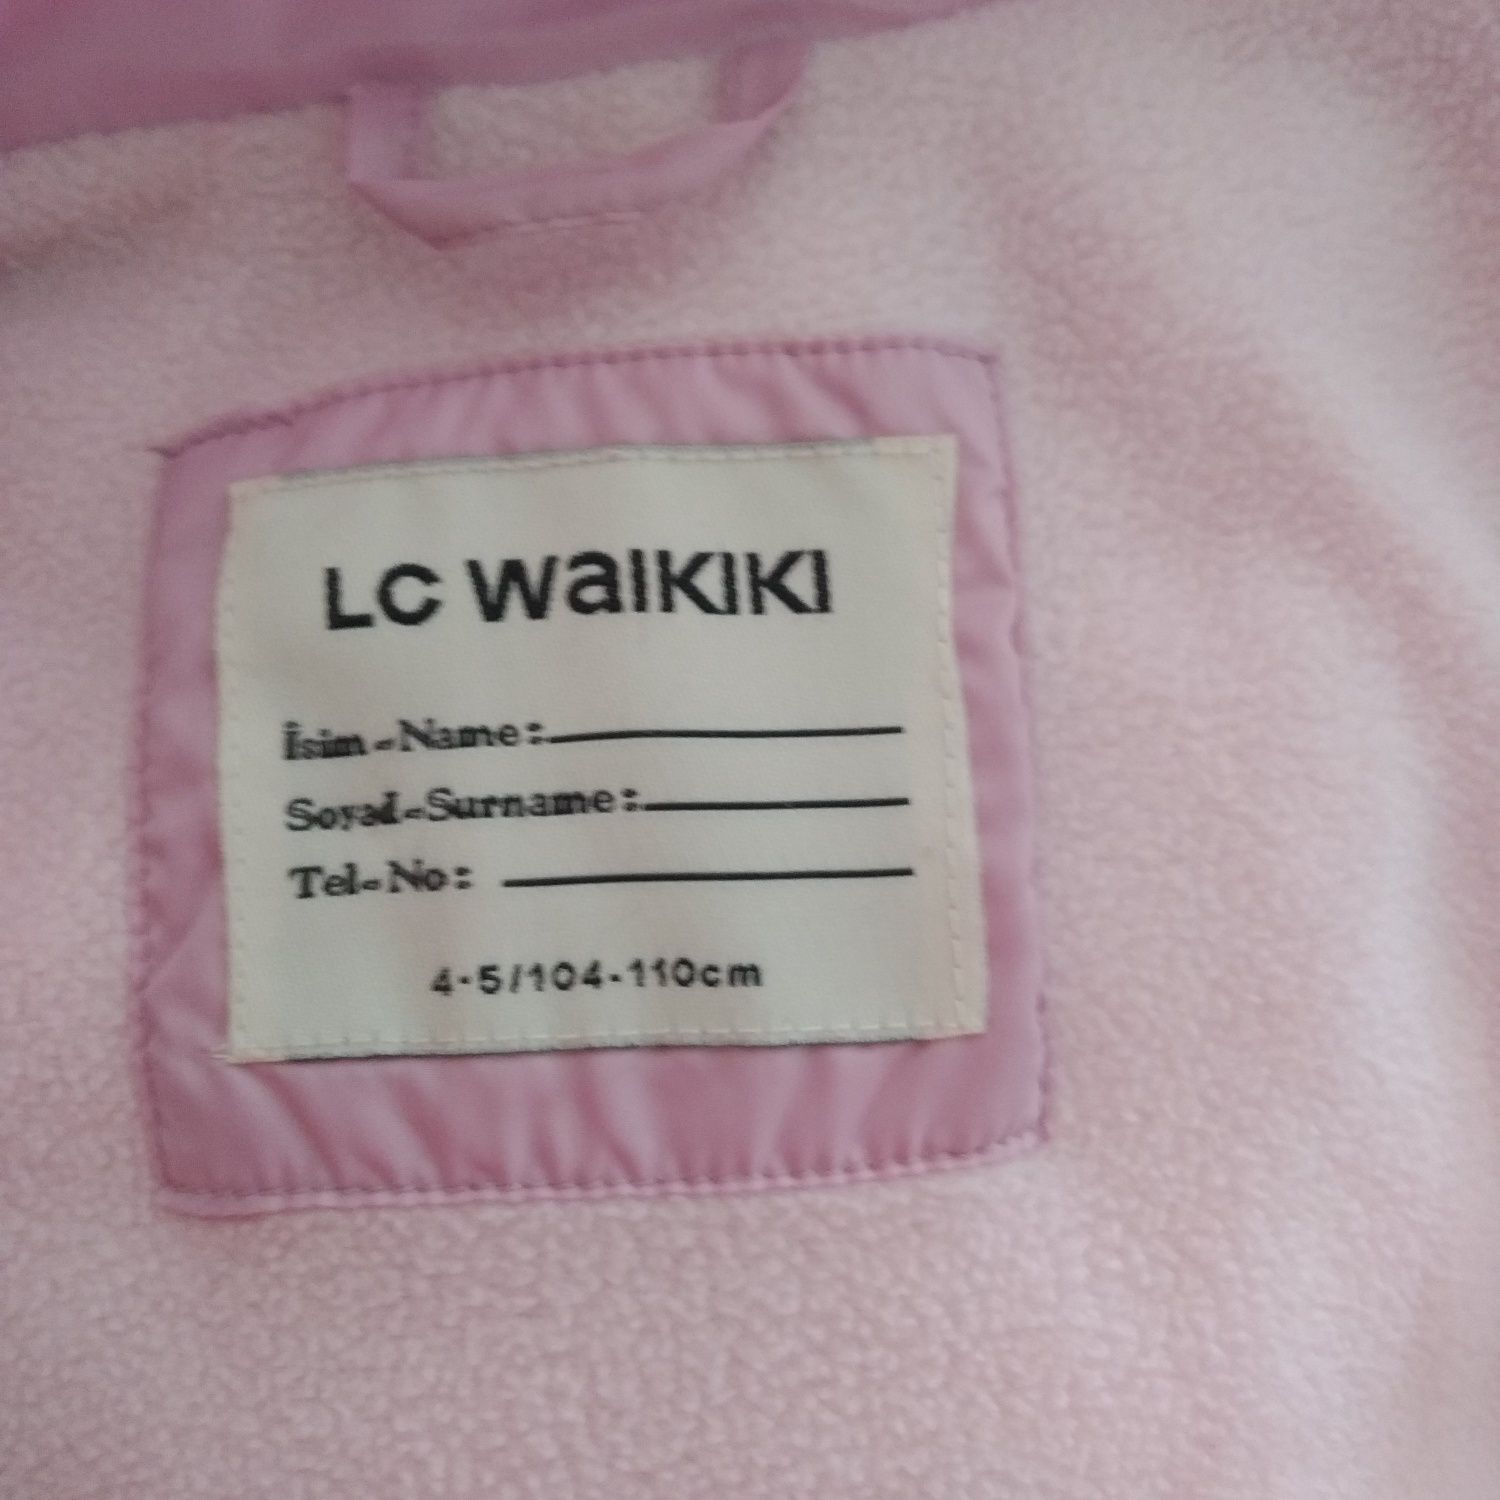 LC Waikiki
İsim-Name:
Soyad-Surname:
Tel-No:
4-5/104-110cm